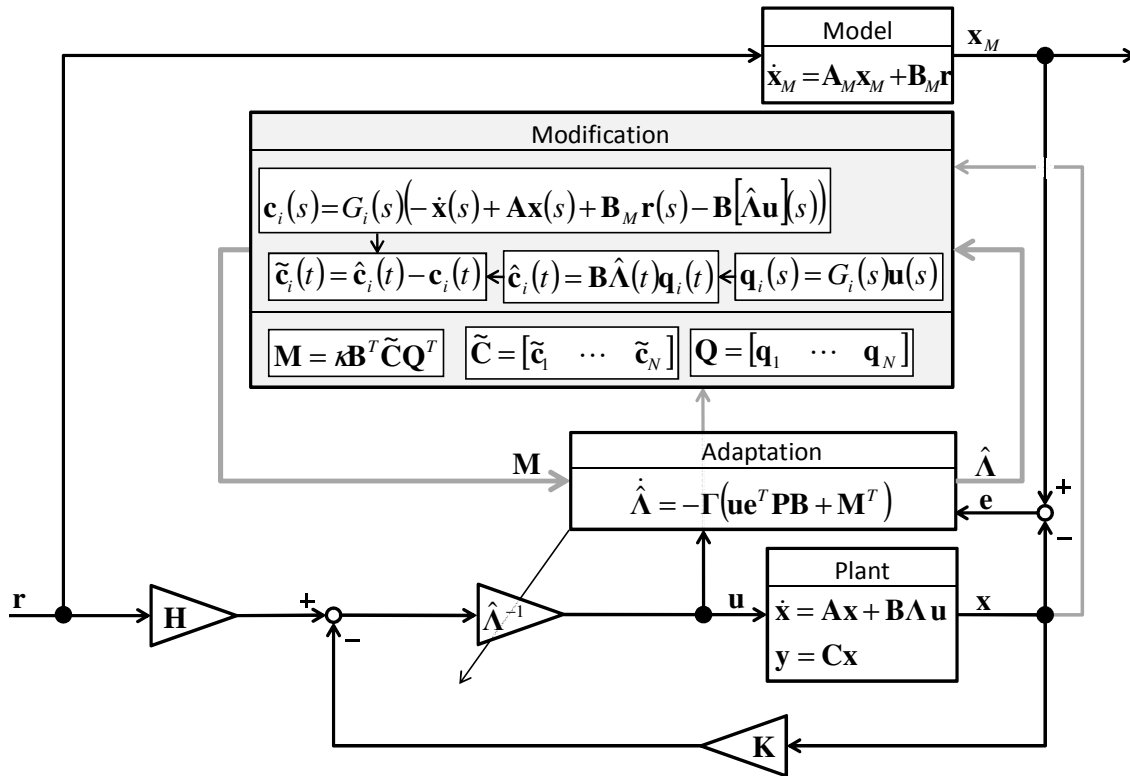 Model
x_M
ẋ_M = A_M x_M + B_M r
Modification
c_i(s) = G_i(s)(−ẋ(s) + Ax(s) + B_M r(s) − B[Λ̂u](s))
c̃_i(t) = ĉ_i(t) − c_i(t)
ĉ_i(t) = BΛ̂(t)q_i(t)
q_i(s) = G_i(s)u(s)
M = κB^T C̃Q^T
C̃ = [c̃_1 ⋯ c̃_N]
Q = [q_1 ⋯ q_N]
M
Adaptation
Λ̂
Λ̂̇ = −Γ(ue^T PB + M^T)
e
+
−
r
H
+
−
Λ̂^−1
u
Plant
ẋ = Ax + BΛu
y = Cx
x
K